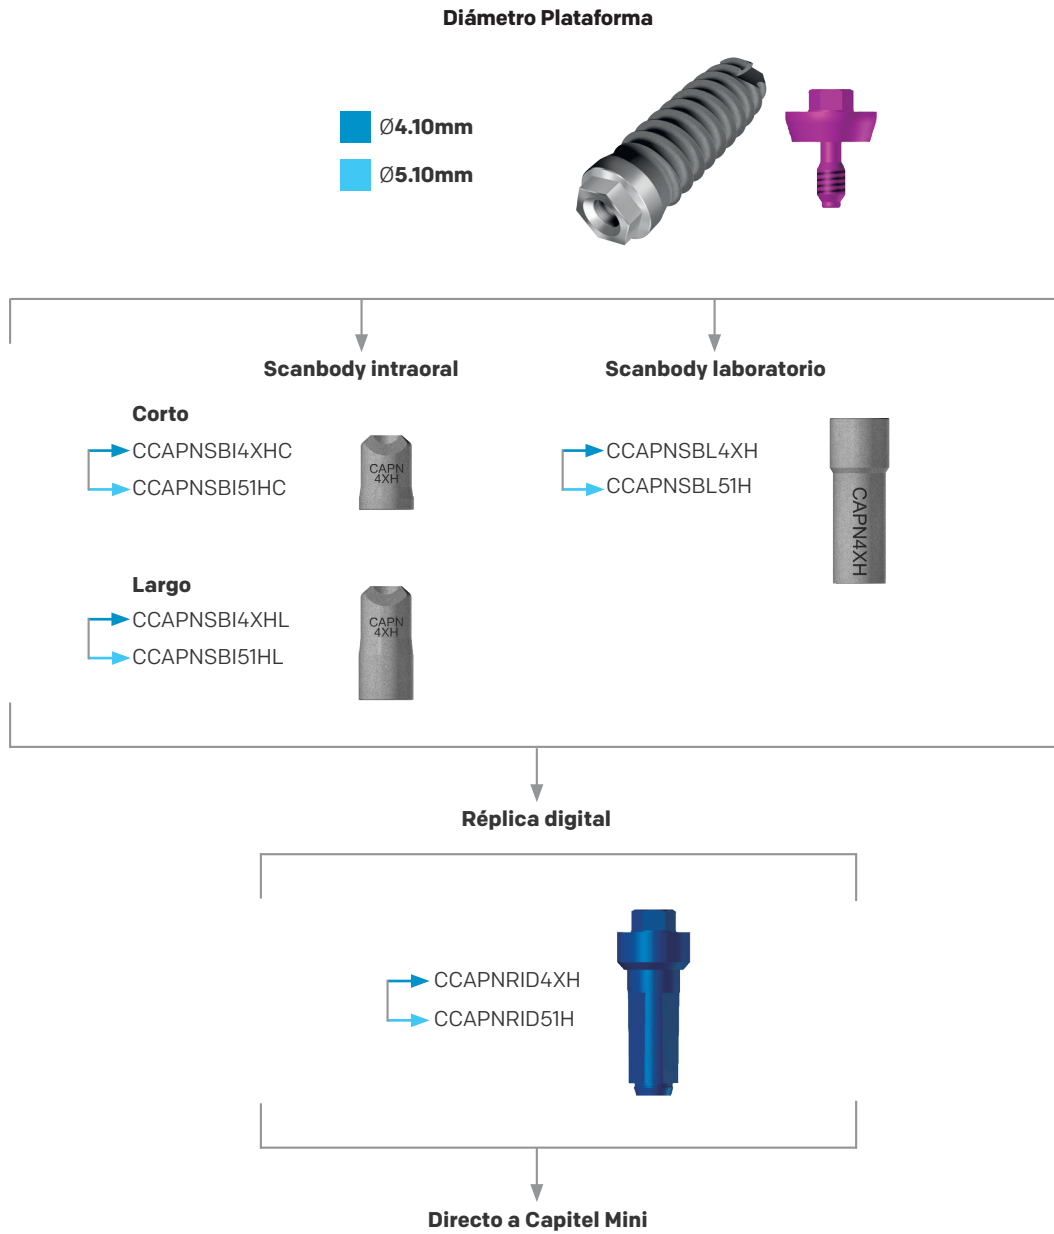 Diámetro Plataforma
Ø4.10mm
Ø5.10mm
Scanbody intraoral
Corto
CCAPNSBI4XHC
CCAPNSBI51HC
CAPN
4XH
Largo
CCAPNSBI4XHL
CCAPNSBI51HL
CAPN
4XH
Scanbody laboratorio
CCAPNSBL4XH
CCAPNSBL51H
CAPN4XH
Réplica digital
CCAPNRID4XH
CCAPNRID51H
Directo a Capitel Mini